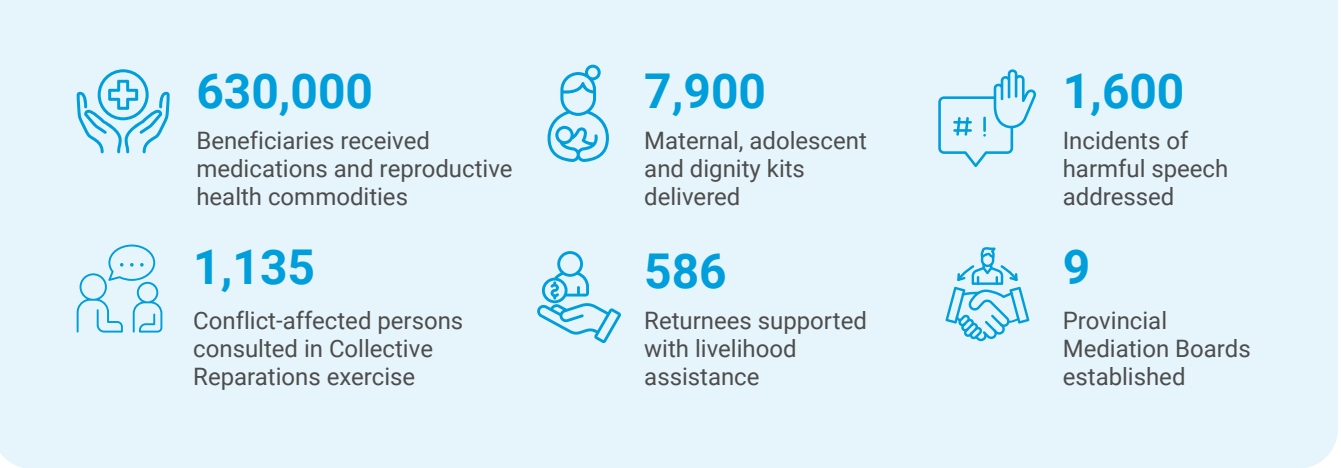 630,000
Beneficiaries received
medications and reproductive
health commodities
7,900
Maternal, adolescent
and dignity kits
delivered
# !
1,600
Incidents of
harmful speech
addressed
1,135
Conflict-affected persons
consulted in Collective
Reparations exercise
$
586
Returnees supported
with livelihood
assistance
9
Provincial
Mediation Boards
established